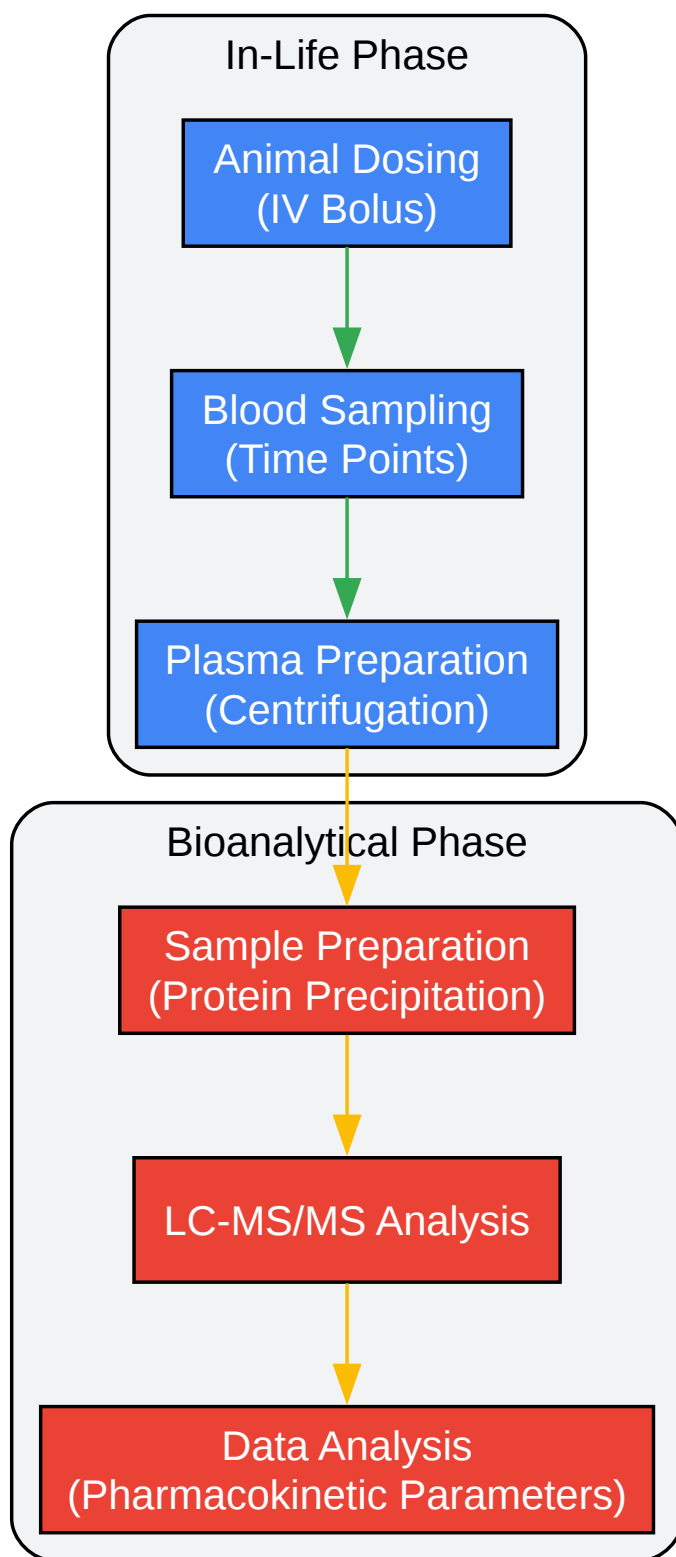 In-Life Phase
Animal Dosing
(IV Bolus)
Blood Sampling
(Time Points)
Plasma Preparation
(Centrifugation)
Bioanalytical Phase
Sample Preparation
(Protein Precipitation)
LC-MS/MS Analysis
Data Analysis
(Pharmacokinetic Parameters)